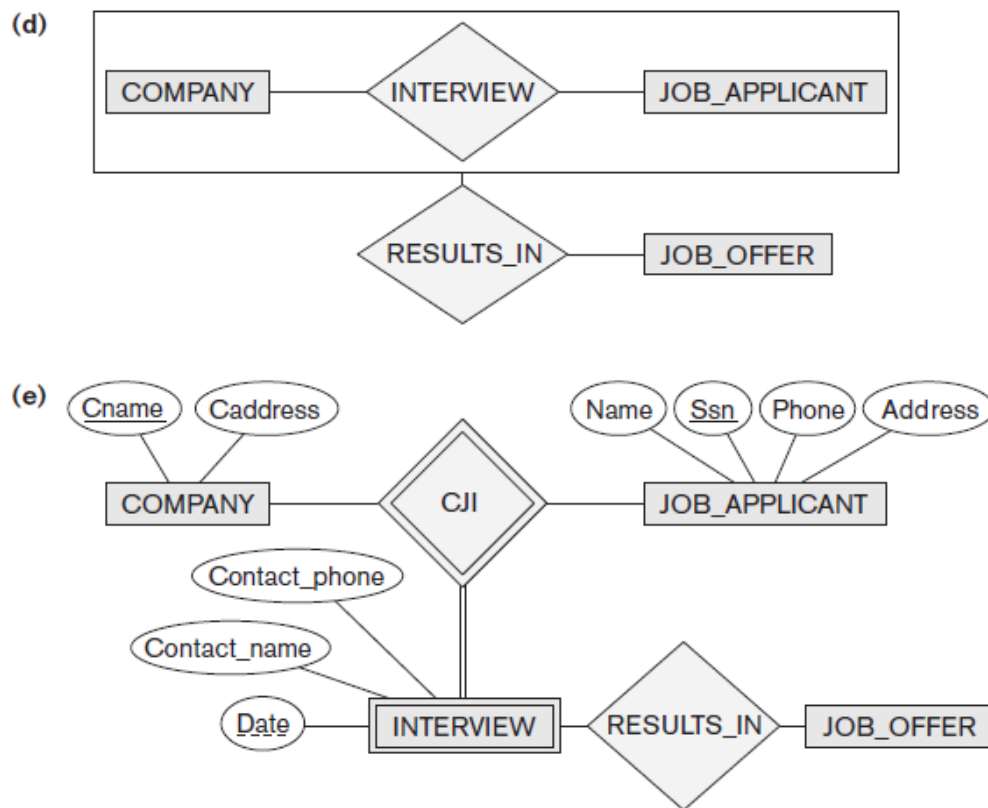 (d)
COMPANY INTERVIEW JOB_APPLICANT
RESULTS_IN JOB_OFFER
(e)
Cname Caddress Name Ssn Phone Address
COMPANY CJI JOB_APPLICANT
Contact_phone
Contact_name
Date INTERVIEW RESULTS_IN JOB_OFFER